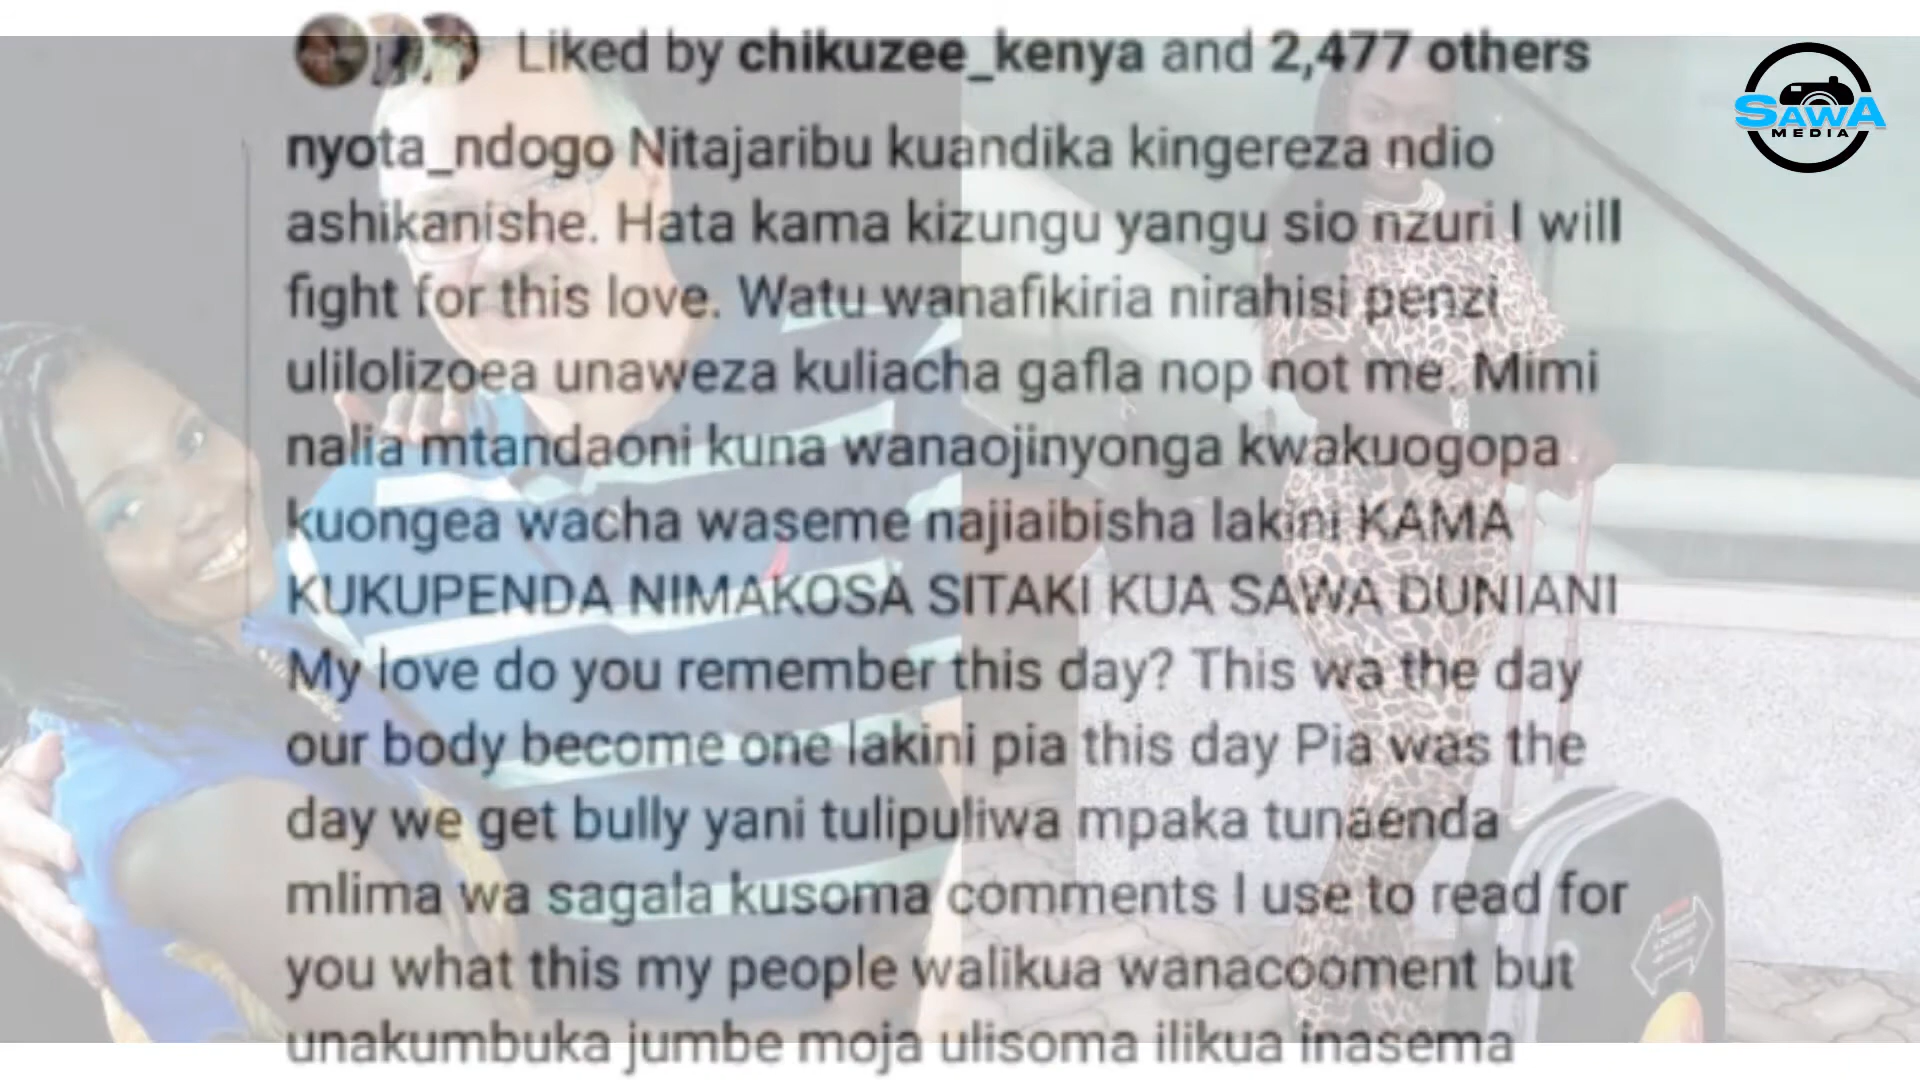 Liked by chikuzee_kenya and 2,477 others
SAWA
MEDIA
nyota_ndogo Nitajaribu kuandika kingereza ndio
ashikanishe. Hata kama kizungu yangu sio nzuri I will
fight for this love. Watu wanafikiria nirahisi penzi
ulilolizoea unaweza kuliacha gafla nop not me. Mimi
nalia mtandaoni kuna wanaojinyonga kwakuogopa
kuongea wacha waseme najiaibisha lakini KAMA
KUKUPENDA NIMAKOSA SITAKI KUA SAWA DUNIANI
My love do you remember this day? This wa the day
our body become one lakini pia this day Pia was the
day we get bully yani tulipuliwa mpaka tunaenda
mlima wa sagala kusoma comments I use to read for
you what this my people walikua wanacooment but
unakumbuka jumbe moja ulisoma ilikua inasema